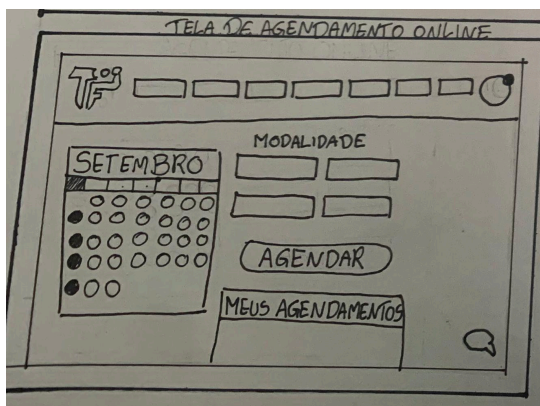 TELA DE AGENDAMENTO ONLINE
MODALIDADE
SETEMBRO
AGENDAR
MEUS AGENDAMENTOS